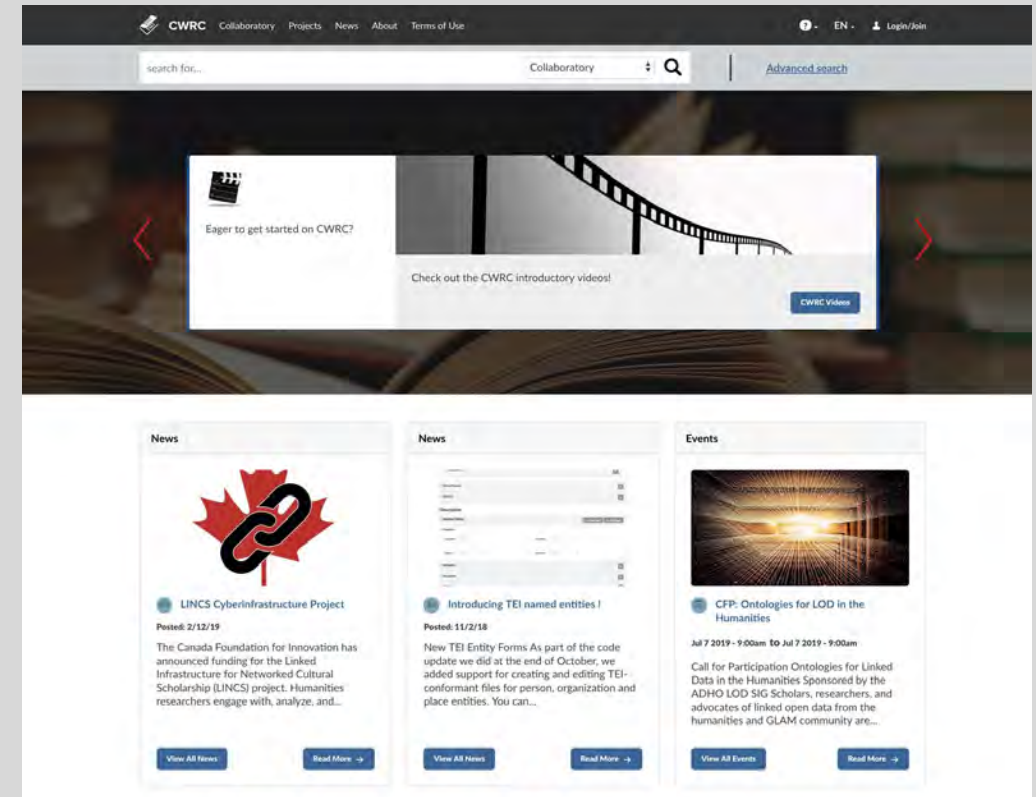 CWRC Collaboratory Projects News About Terms of Use ? EN Login/Join
search for... Collaboratory Advanced search
Eager to get started on CWRC?
Check out the CWRC introductory videos!
CWRC Videos
News
LINCS Cyberinfrastructure Project
Posted: 2/12/19
The Canada Foundation for Innovation has
announced funding for the Linked
Infrastructure for Networked Cultural
Scholarship (LINCS) project. Humanities
researchers engage with, analyze, and...
View All News Read More →
News
Introducing TEI named entities !
Posted: 11/2/18
New TEI Entity Forms As part of the code
update we did at the end of October, we
added support for creating and editing TEI-
conformant files for person, organization and
place entities. You can...
View All News Read More →
Events
CFP: Ontologies for LOD in the
Humanities
Jul 7 2019 - 9:00am to Jul 7 2019 - 9:00am
Call for Participation Ontologies for Linked
Data in the Humanities Sponsored by the
ADHO LOD SIG Scholars, researchers, and
advocates of linked open data from the
humanities and GLAM community are...
View All Events Read More →